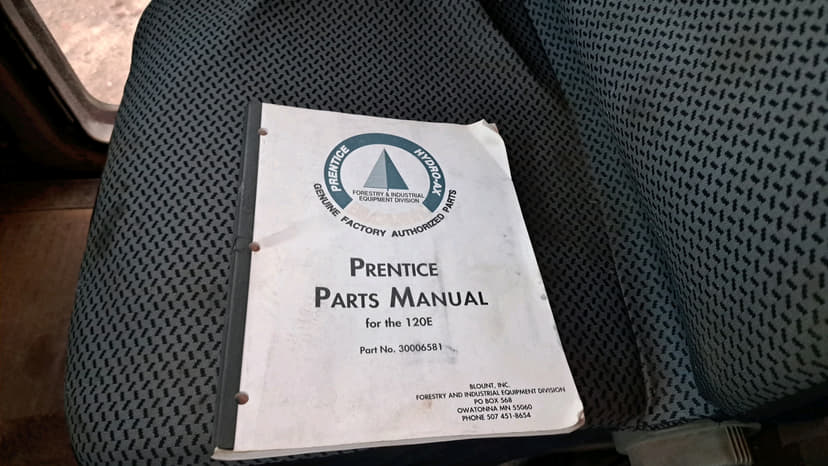 PRENTICE HYDRO-AX
FORESTRY & INDUSTRIAL
EQUIPMENT DIVISION
GENUINE FACTORY AUTHORIZED PARTS
PRENTICE
PARTS MANUAL
for the 120E
Part No. 30006581
BLOUNT, INC.
FORESTRY AND INDUSTRIAL EQUIPMENT DIVISION
PO BOX 568
OWATONNA MN 55060
PHONE 507 451-8654